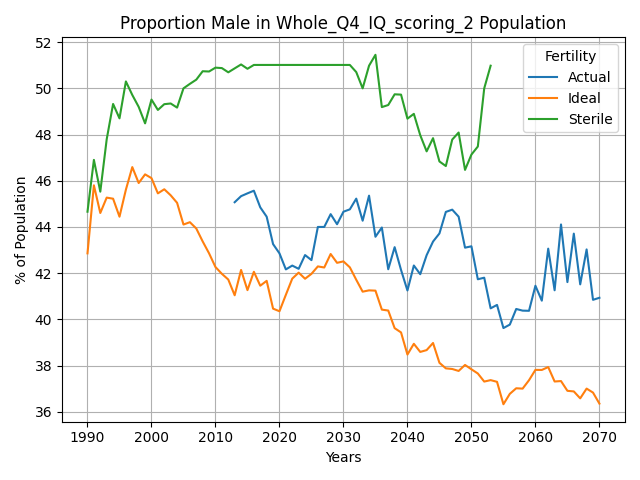 Proportion Male in Whole_Q4_IQ_scoring_2 Population
% of Population
52
50
48
46
44
42
40
38
36
Fertility
Actual
Ideal
Sterile
1990 2000 2010 2020 2030 2040 2050 2060 2070
Years